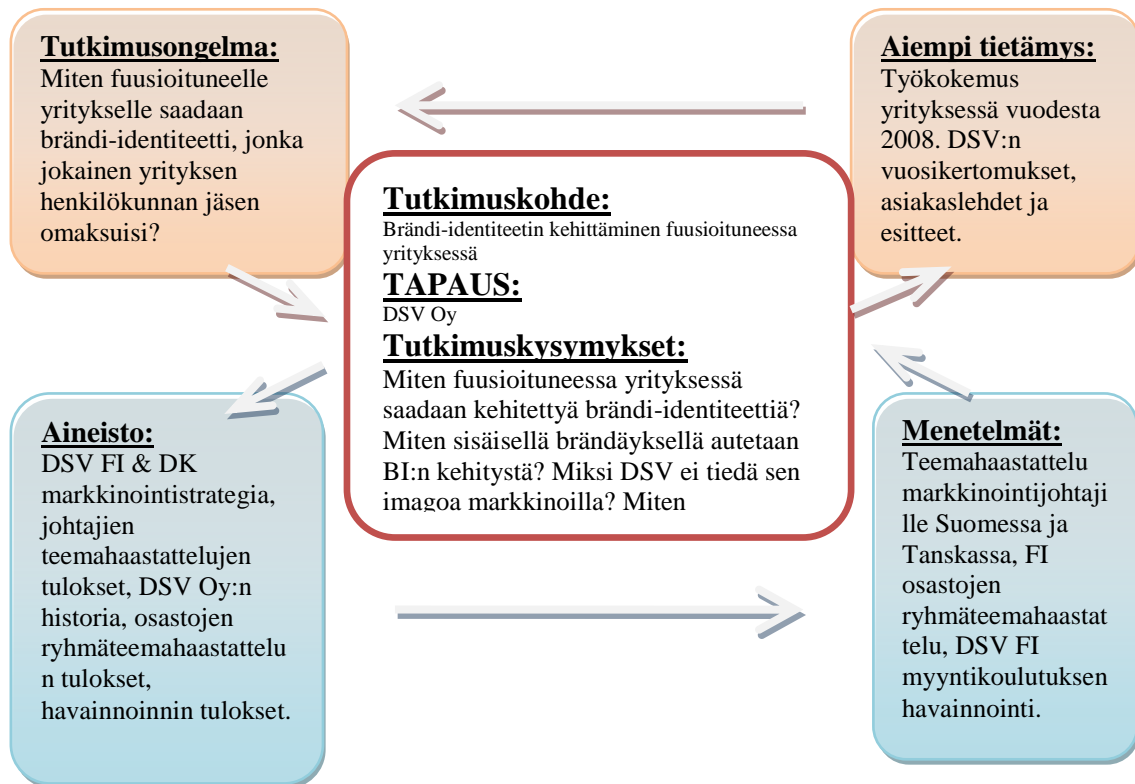 Tutkimusongelma:
Miten fuusioituneelle
yritykselle saadaan
brändi-identiteetti, jonka
jokainen yrityksen
henkilökunnan jäsen
omaksuisi?
Aiempi tietämys:
Työkokemus
yrityksessä vuodesta
2008. DSV:n
vuosikertomukset,
asiakaslehdet ja
esitteet.
Tutkimuskohde:
Brändi-identiteetin kehittäminen fuusioituneessa
yrityksessä
TAPAUS:
DSV Oy
Tutkimuskysymykset:
Miten fuusioituneessa yrityksessä
saadaan kehitettyä brändi-identiteettiä?
Miten sisäisellä brändäyksellä autetaan
BI:n kehitystä? Miksi DSV ei tiedä sen
imagoa markkinoilla? Miten
Aineisto:
DSV FI & DK
markkinointistrategia,
johtajien
teemahaastattelujen
tulokset, DSV Oy:n
historia, osastojen
ryhmäteemahaastattelu
n tulokset,
havainnoinnin tulokset.
Menetelmät:
Teemahaastattelu
markkinointijohtaji
lle Suomessa ja
Tanskassa, FI
osastojen
ryhmäteemahaastat
telu, DSV FI
myyntikoulutuksen
havainnointi.